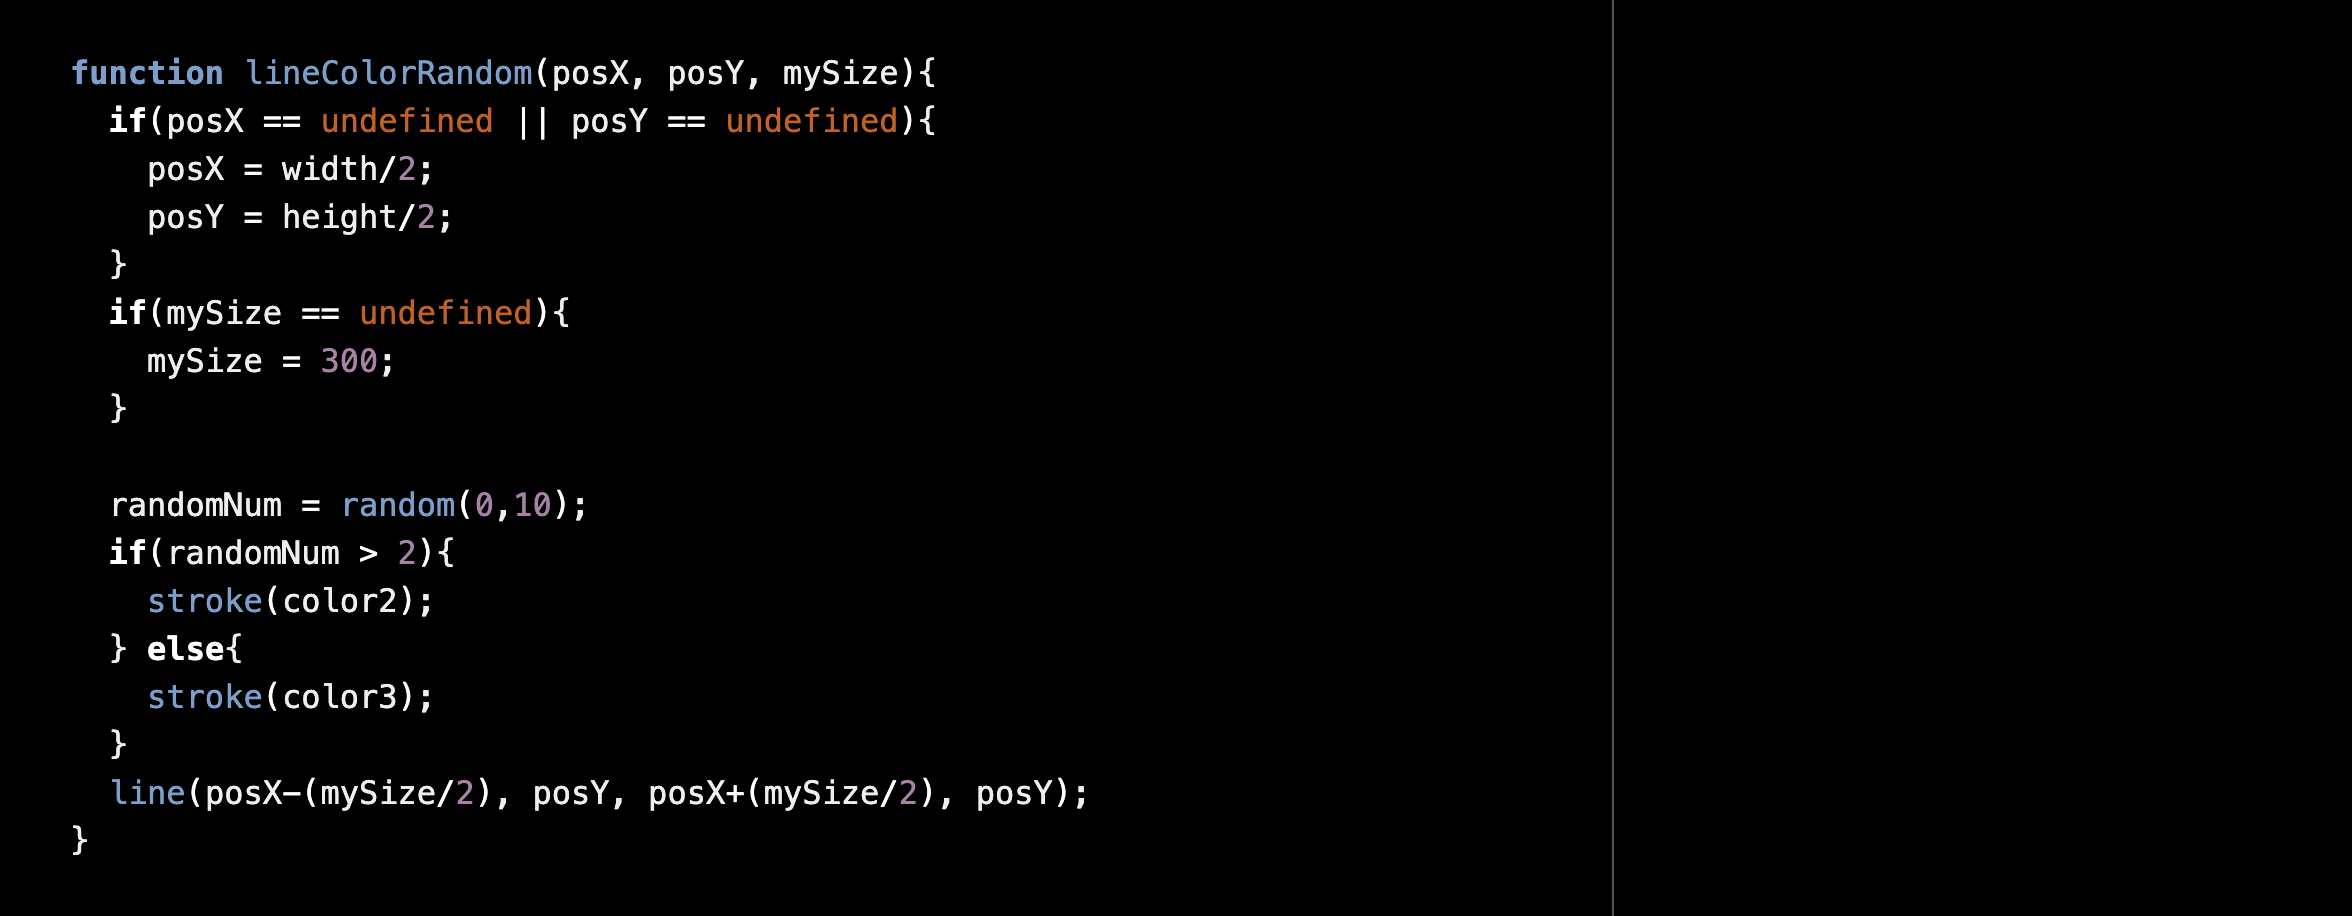 function lineColorRandom(posX, posY, mySize){
  if(posX == undefined || posY == undefined){
    posX = width/2;
    posY = height/2;
  }
  if(mySize == undefined){
    mySize = 300;
  }

  randomNum = random(0,10);
  if(randomNum > 2){
    stroke(color2);
  } else{
    stroke(color3);
  }
  line(posX-(mySize/2), posY, posX+(mySize/2), posY);
}